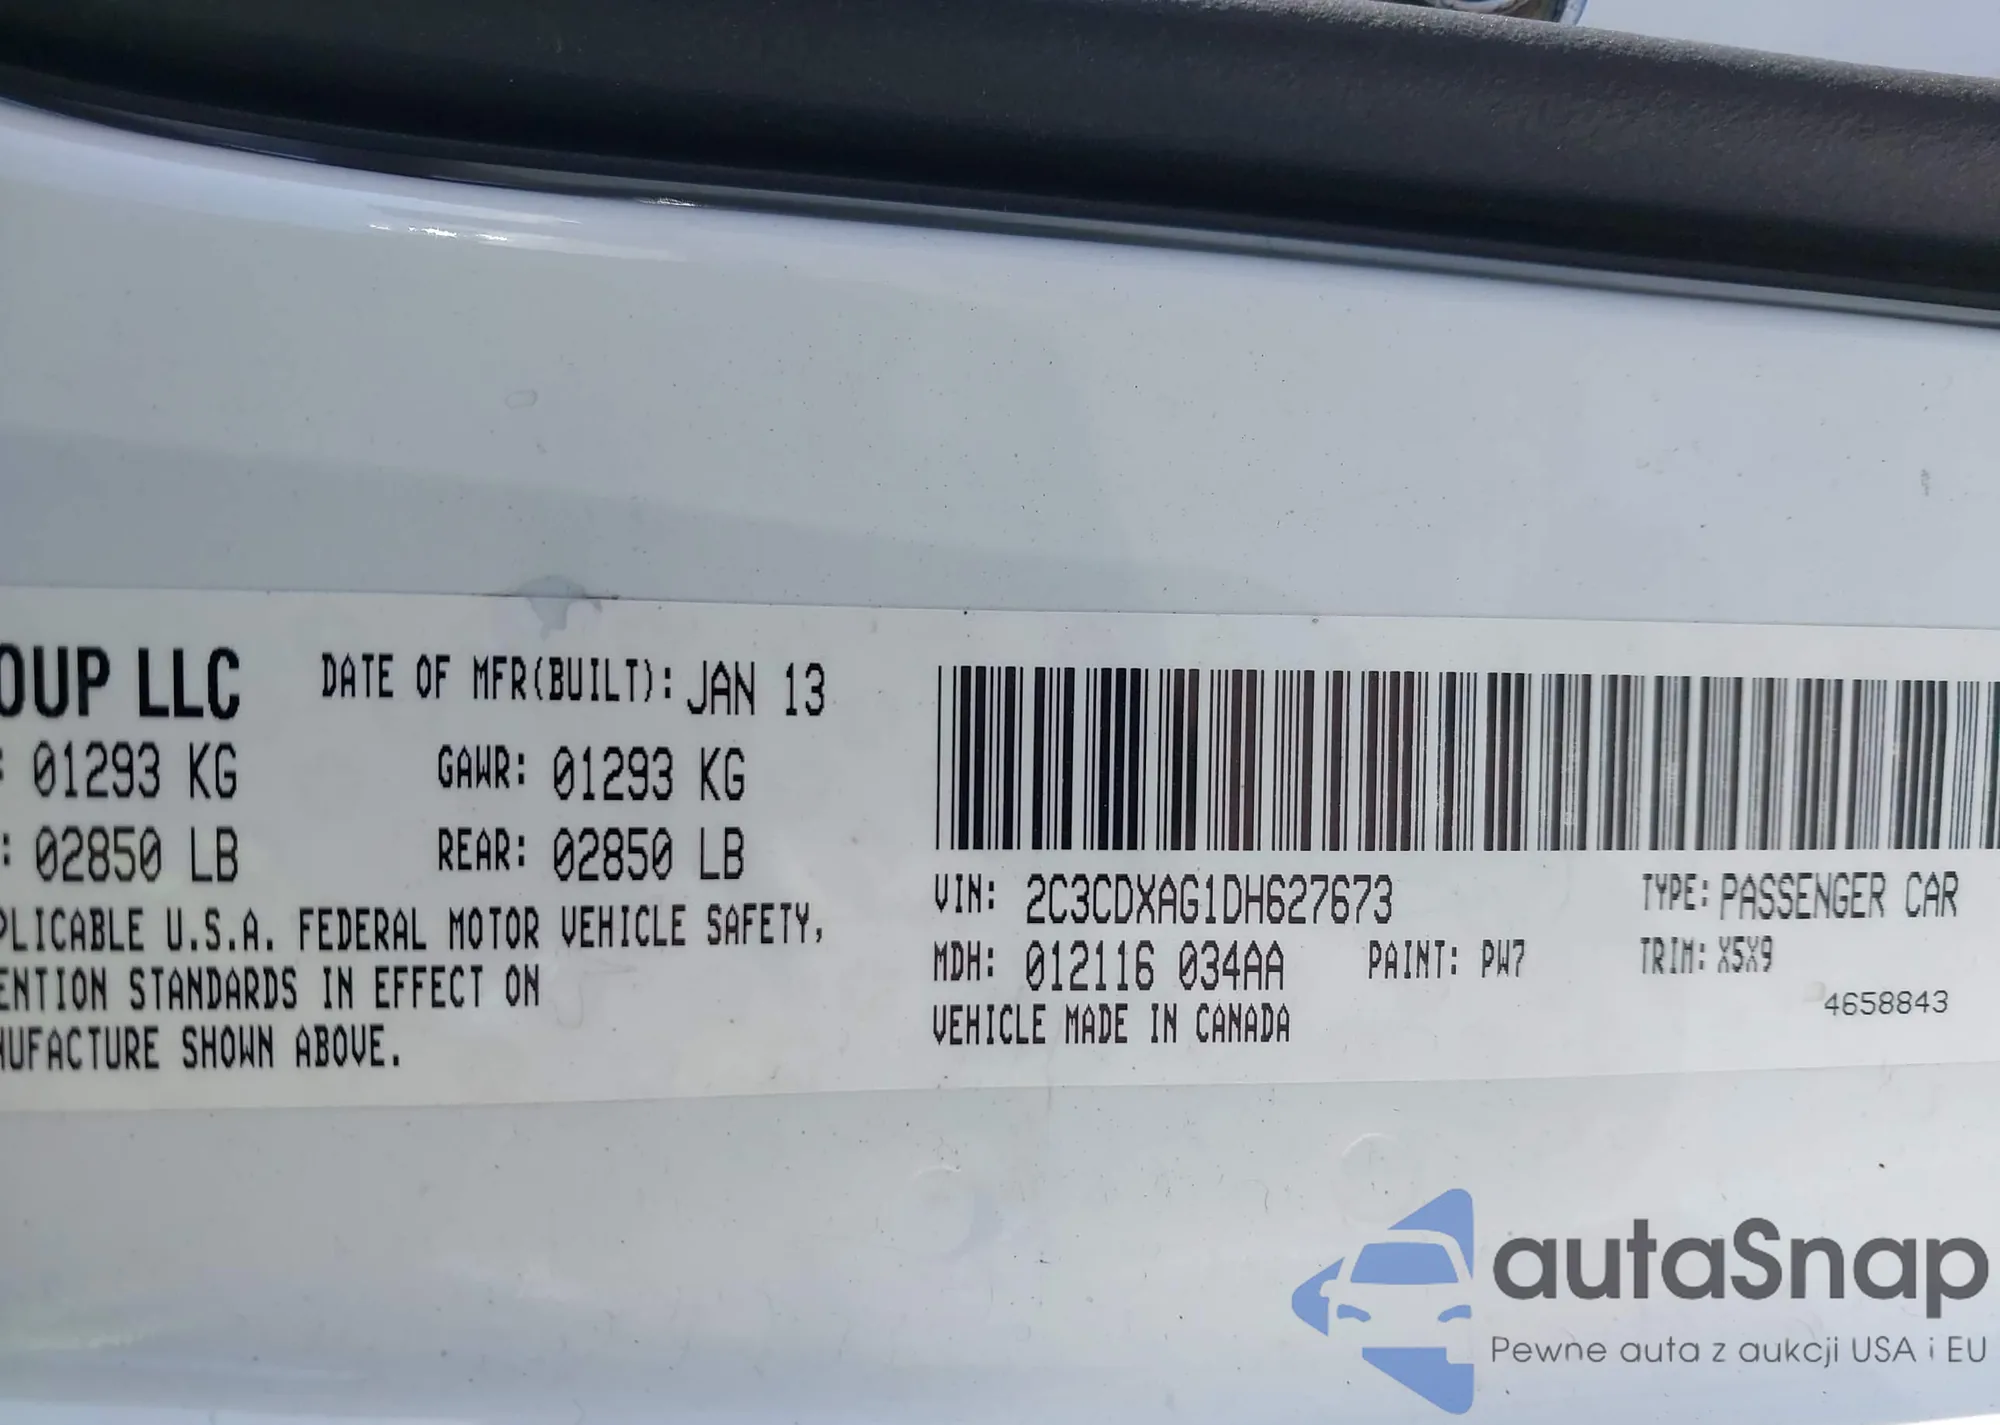 OUP LLC DATE OF MFR(BUILT): JAN 13
: 01293 KG GAWR: 01293 KG
: 02850 LB REAR: 02850 LB
PLICABLE U.S.A. FEDERAL MOTOR VEHICLE SAFETY,
ENTION STANDARDS IN EFFECT ON
NUFACTURE SHOWN ABOVE.
VIN: 2C3CDXAG1DH627673 TYPE: PASSENGER CAR
MDH: 012116 034AA PAINT: PW7 TRIM: X5X9
VEHICLE MADE IN CANADA
4658843
autaSnap
Pewne auta z aukcji USA i EU